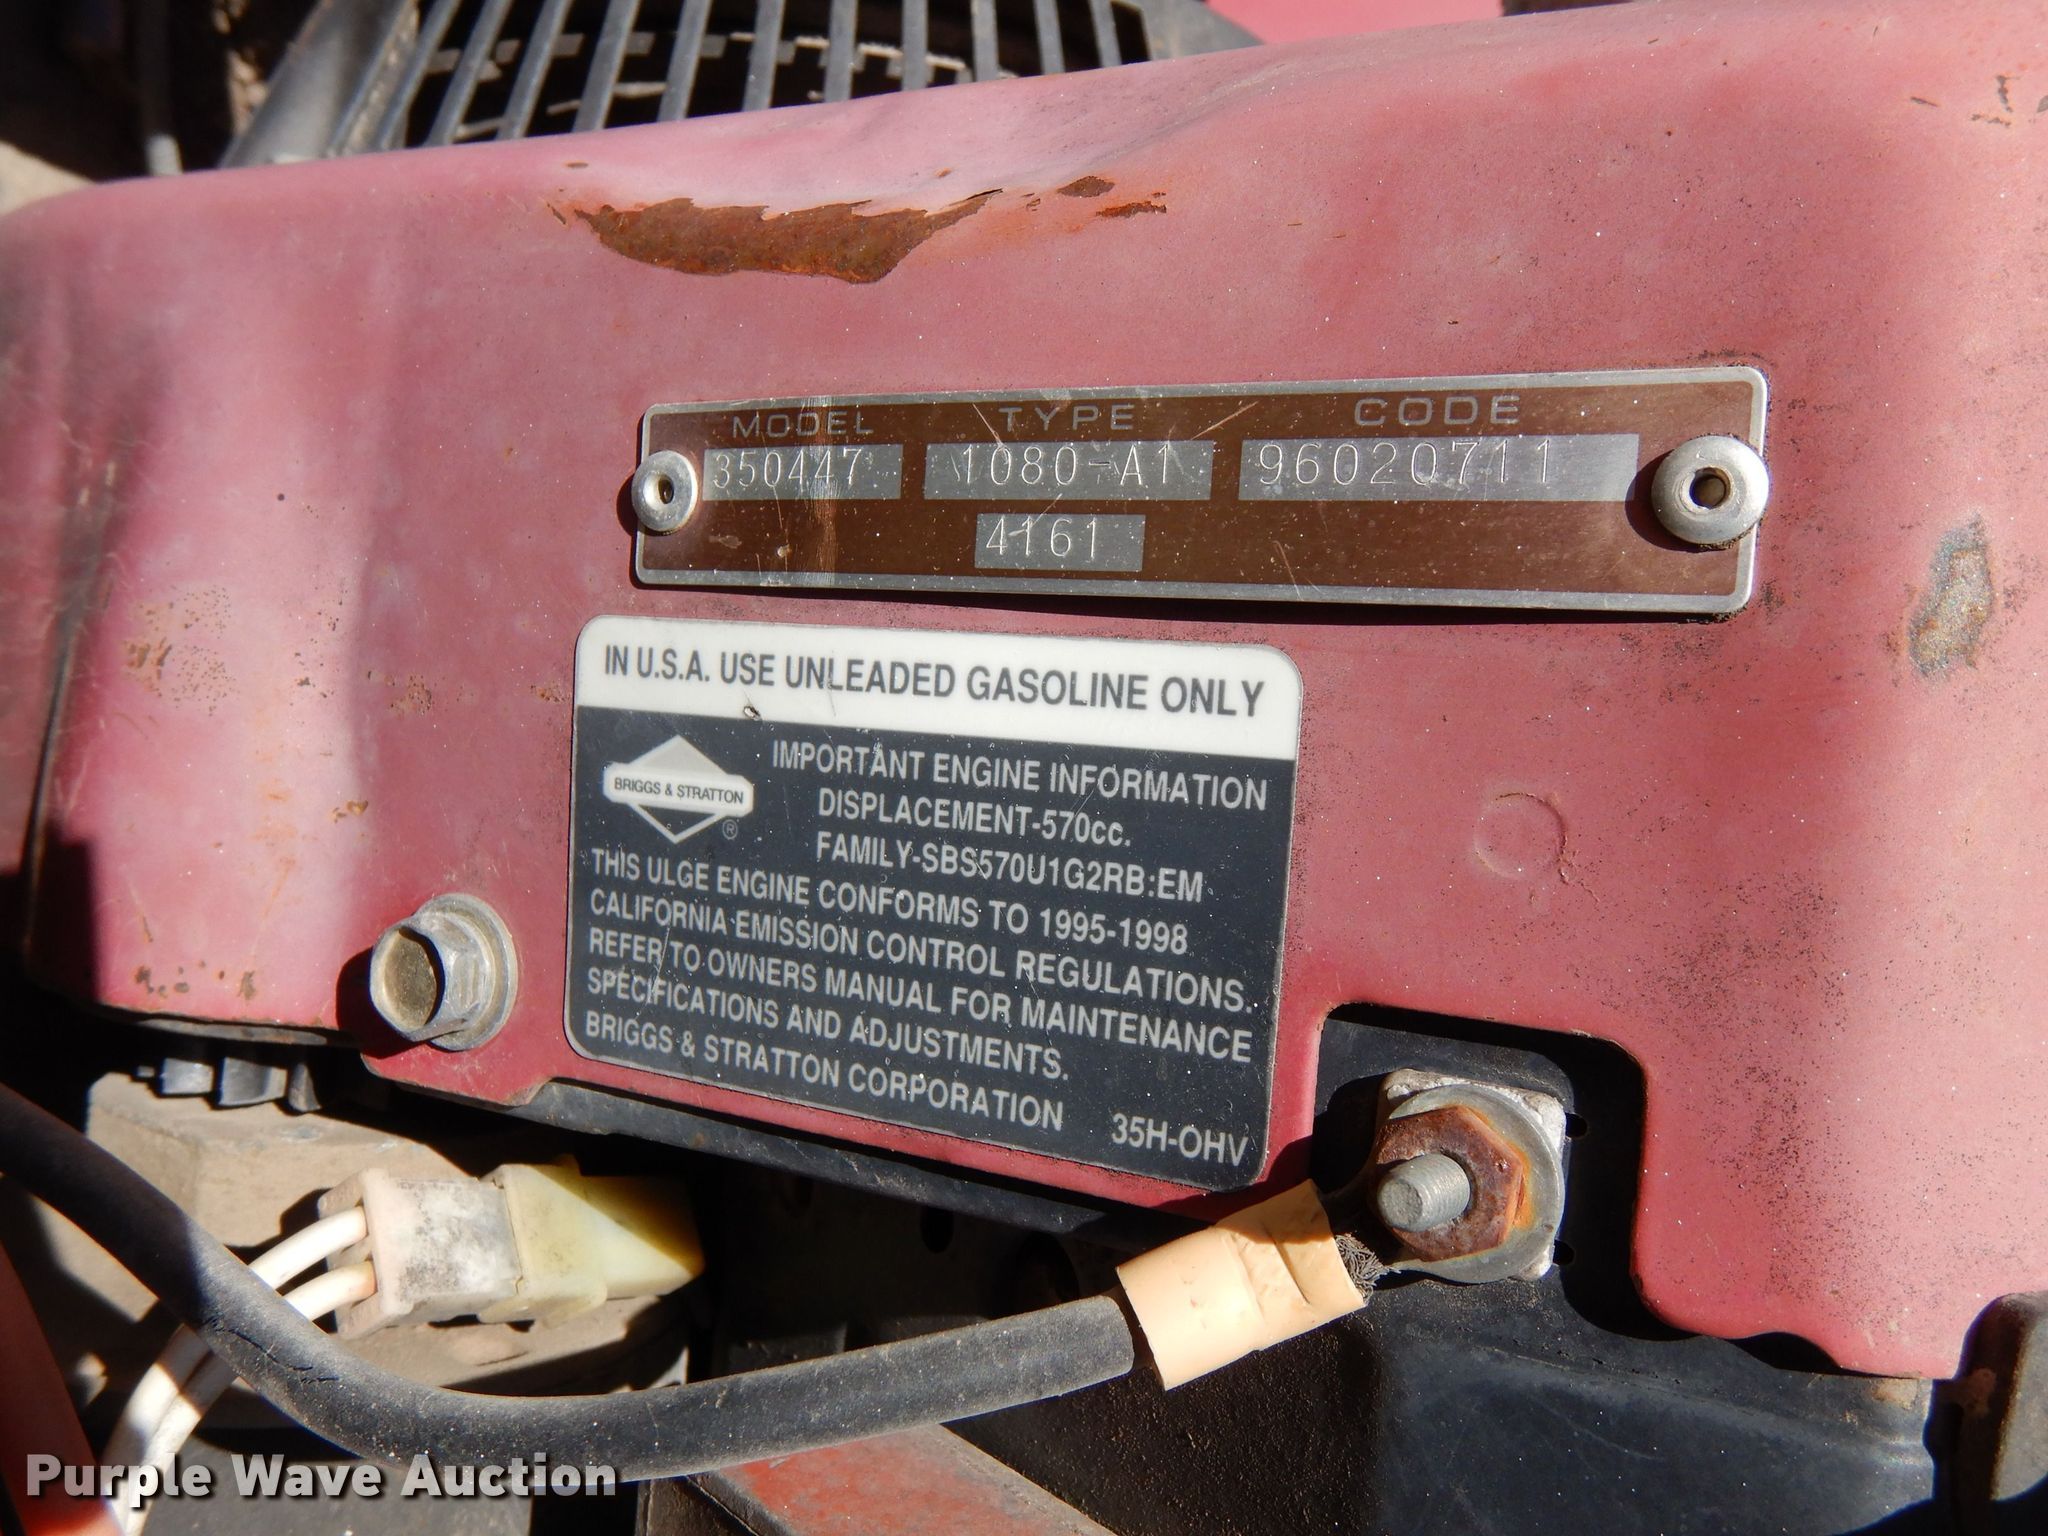 MODEL TYPE CODE
350447 1080-A1 96020711
4161
IN U.S.A. USE UNLEADED GASOLINE ONLY
BRIGGS & STRATTON ®
IMPORTANT ENGINE INFORMATION
DISPLACEMENT-570cc.
FAMILY-SBS570U1G2RB:EM
THIS ULGE ENGINE CONFORMS TO 1995-1998
CALIFORNIA EMISSION CONTROL REGULATIONS.
REFER TO OWNERS MANUAL FOR MAINTENANCE
SPECIFICATIONS AND ADJUSTMENTS.
BRIGGS & STRATTON CORPORATION 35H-OHV
Purple Wave Auction